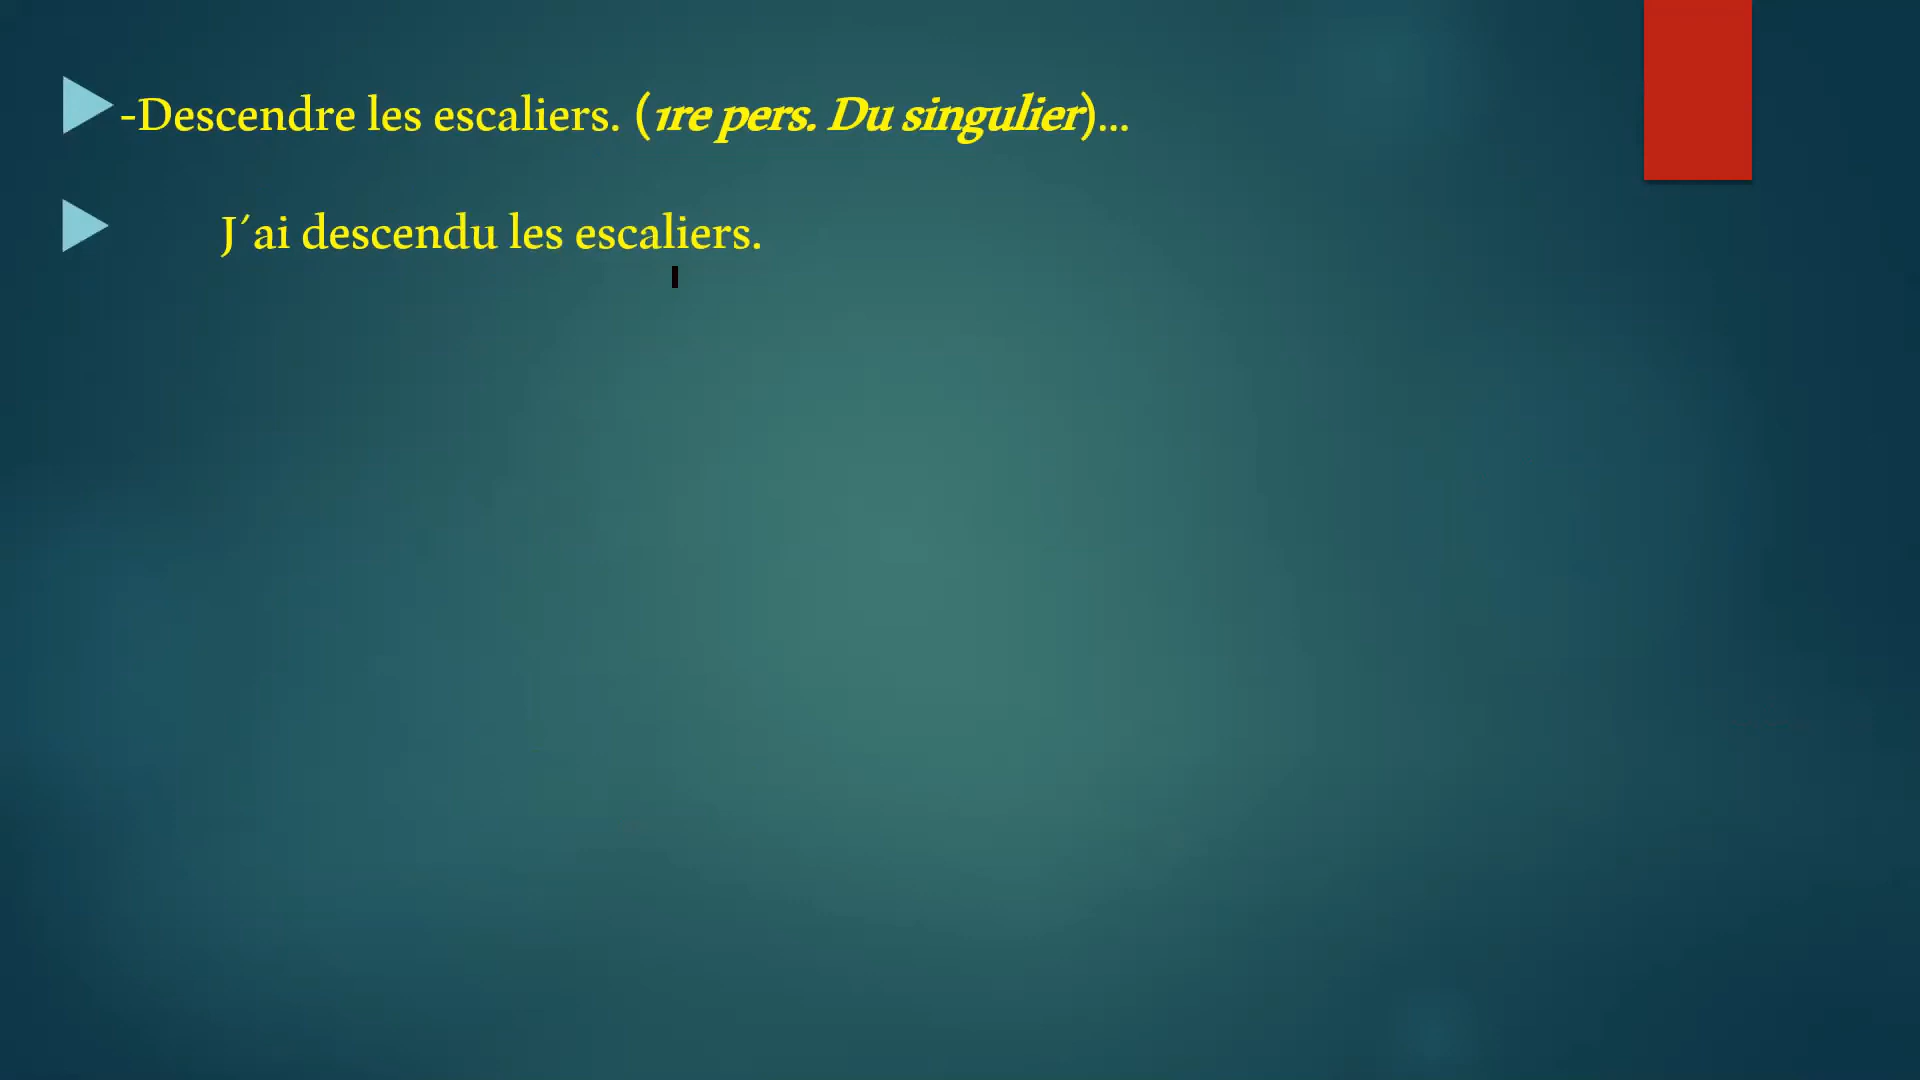 -Descendre les escaliers. (1re pers. Du singulier)...
J´ai descendu les escaliers.